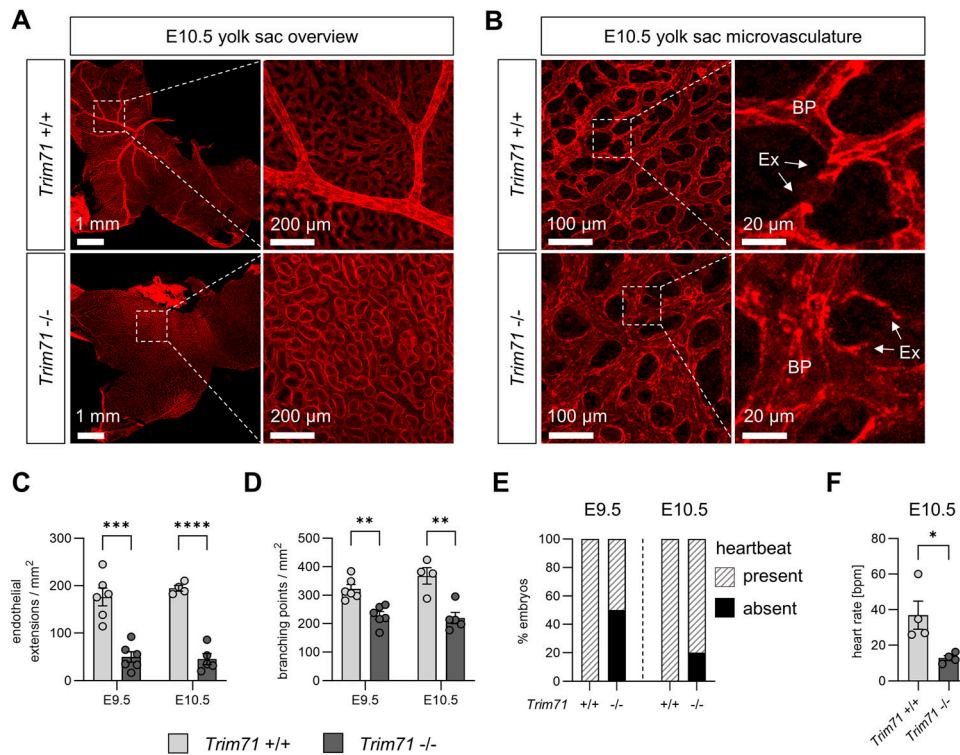 A
E10.5 yolk sac overview
Trim71 +/+
1 mm
200 µm
Trim71 -/-
1 mm
200 µm
B
E10.5 yolk sac microvasculature
Trim71 +/+
100 µm
BP
Ex
20 µm
Trim71 -/-
100 µm
BP
Ex
20 µm
C
endothelial
extensions / mm²
300
200
100
0
***
****
E9.5
E10.5
D
branching points / mm²
500
400
300
200
100
0
**
**
E9.5
E10.5
Trim71 +/+
Trim71 -/-
E
E9.5
E10.5
% embryos
100
80
60
40
20
0
Trim71
+/+
-/-
+/+
-/-
heartbeat
present
absent
F
E10.5
heart rate [bpm]
80
60
40
20
0
*
Trim71 +/+
Trim71 -/-